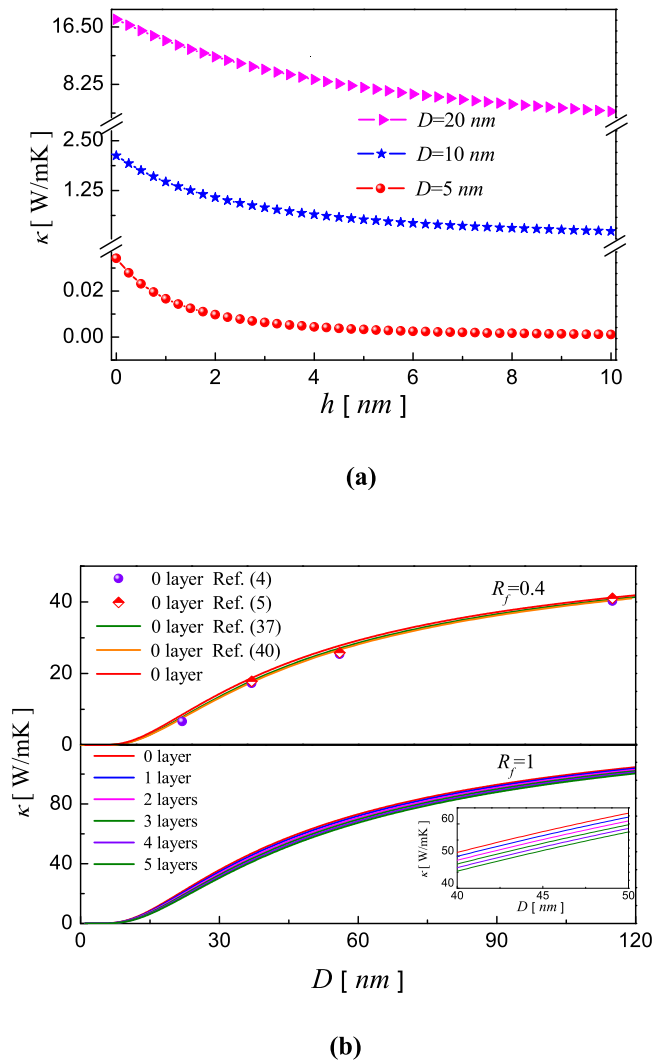 16.50
8.25
2.50
1.25
0.02
0.00
κ [ W/mK]
D=20 nm
D=10 nm
D=5 nm
0 2 4 6 8 10
h [ nm ]
(a)
0 layer Ref. (4)
0 layer Ref. (5)
0 layer Ref. (37)
0 layer Ref. (40)
0 layer
R_f=0.4
40
20
0
κ [ W/mK]
0 layer
1 layer
2 layers
3 layers
4 layers
5 layers
R_f=1
80
40
0
60
50
40
κ [ W/mK]
40 45 50
D [ nm]
0 30 60 90 120
D [ nm]
(b)